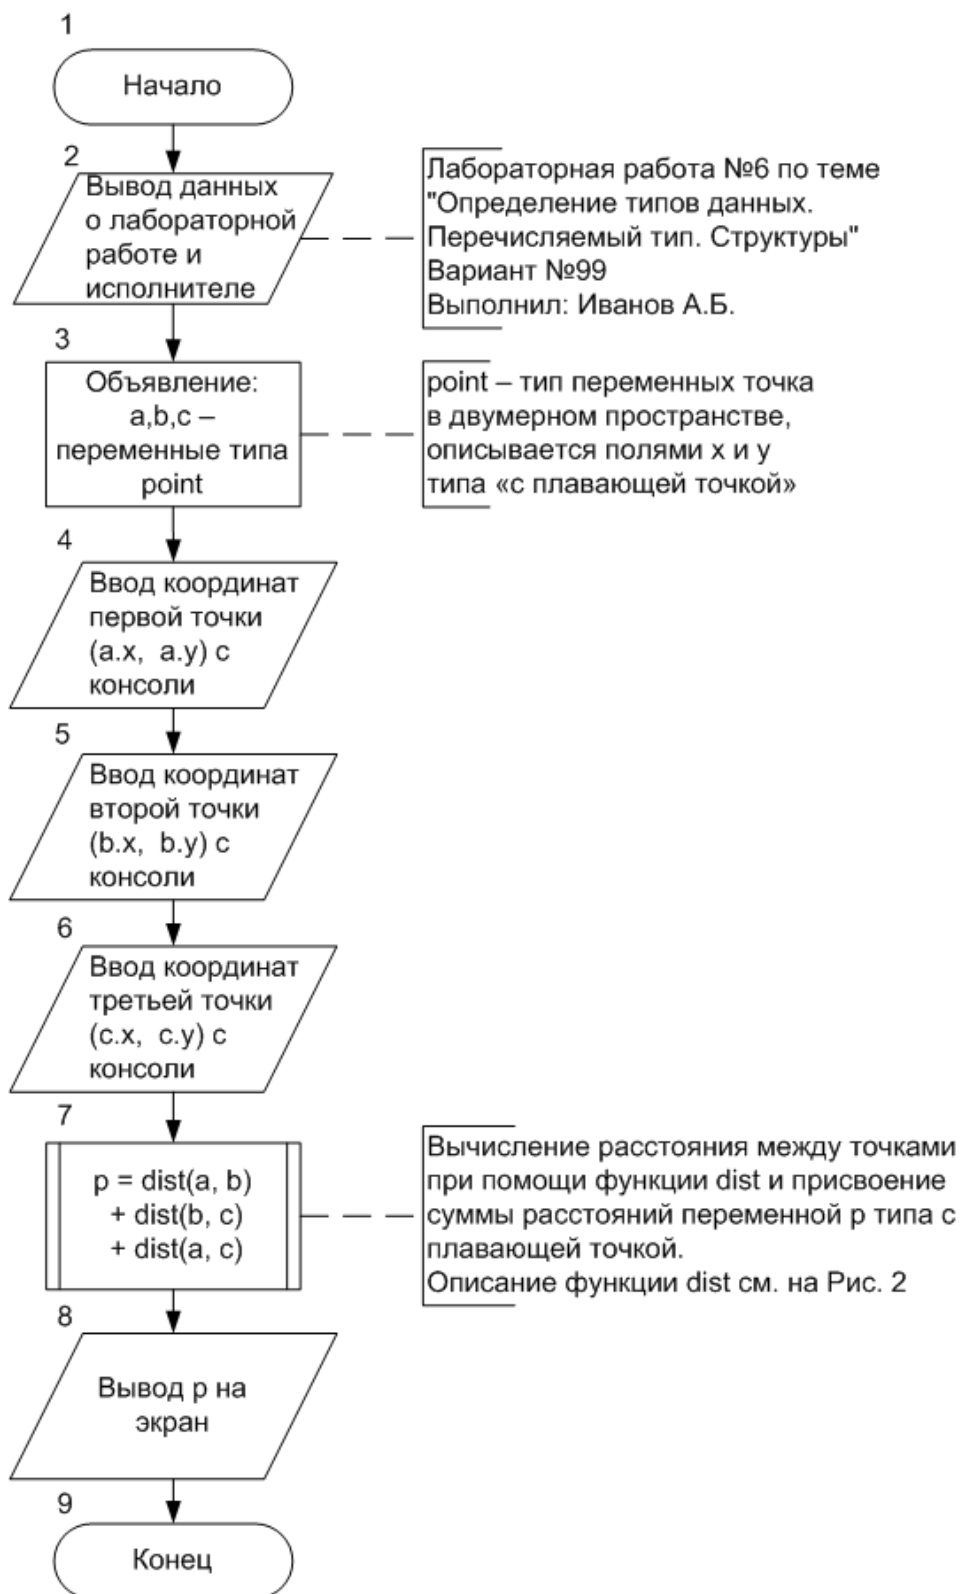 1
Начало
2
Вывод данных
о лабораторной
работе и
исполнителе
Лабораторная работа №6 по теме
"Определение типов данных.
Перечисляемый тип. Структуры"
Вариант №99
Выполнил: Иванов А.Б.
3
Объявление:
a,b,c –
переменные типа
point
point – тип переменных точка
в двумерном пространстве,
описывается полями x и y
типа «с плавающей точкой»
4
Ввод координат
первой точки
(a.x, a.y) с
консоли
5
Ввод координат
второй точки
(b.x, b.y) с
консоли
6
Ввод координат
третьей точки
(c.x, c.y) с
консоли
7
p = dist(a, b)
+ dist(b, c)
+ dist(a, c)
Вычисление расстояния между точками
при помощи функции dist и присвоение
суммы расстояний переменной p типа с
плавающей точкой.
Описание функции dist см. на Рис. 2
8
Вывод p на
экран
9
Конец